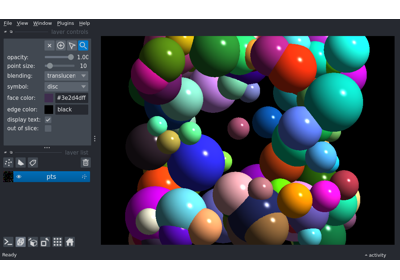 File View Window Plugins Help
layer controls
opacity: 1.00
point size: 10
blending: translucen
symbol: disc
face color: #3e2d4dff
edge color: black
display text:
out of slice:
layer list
pts
Ready
activity